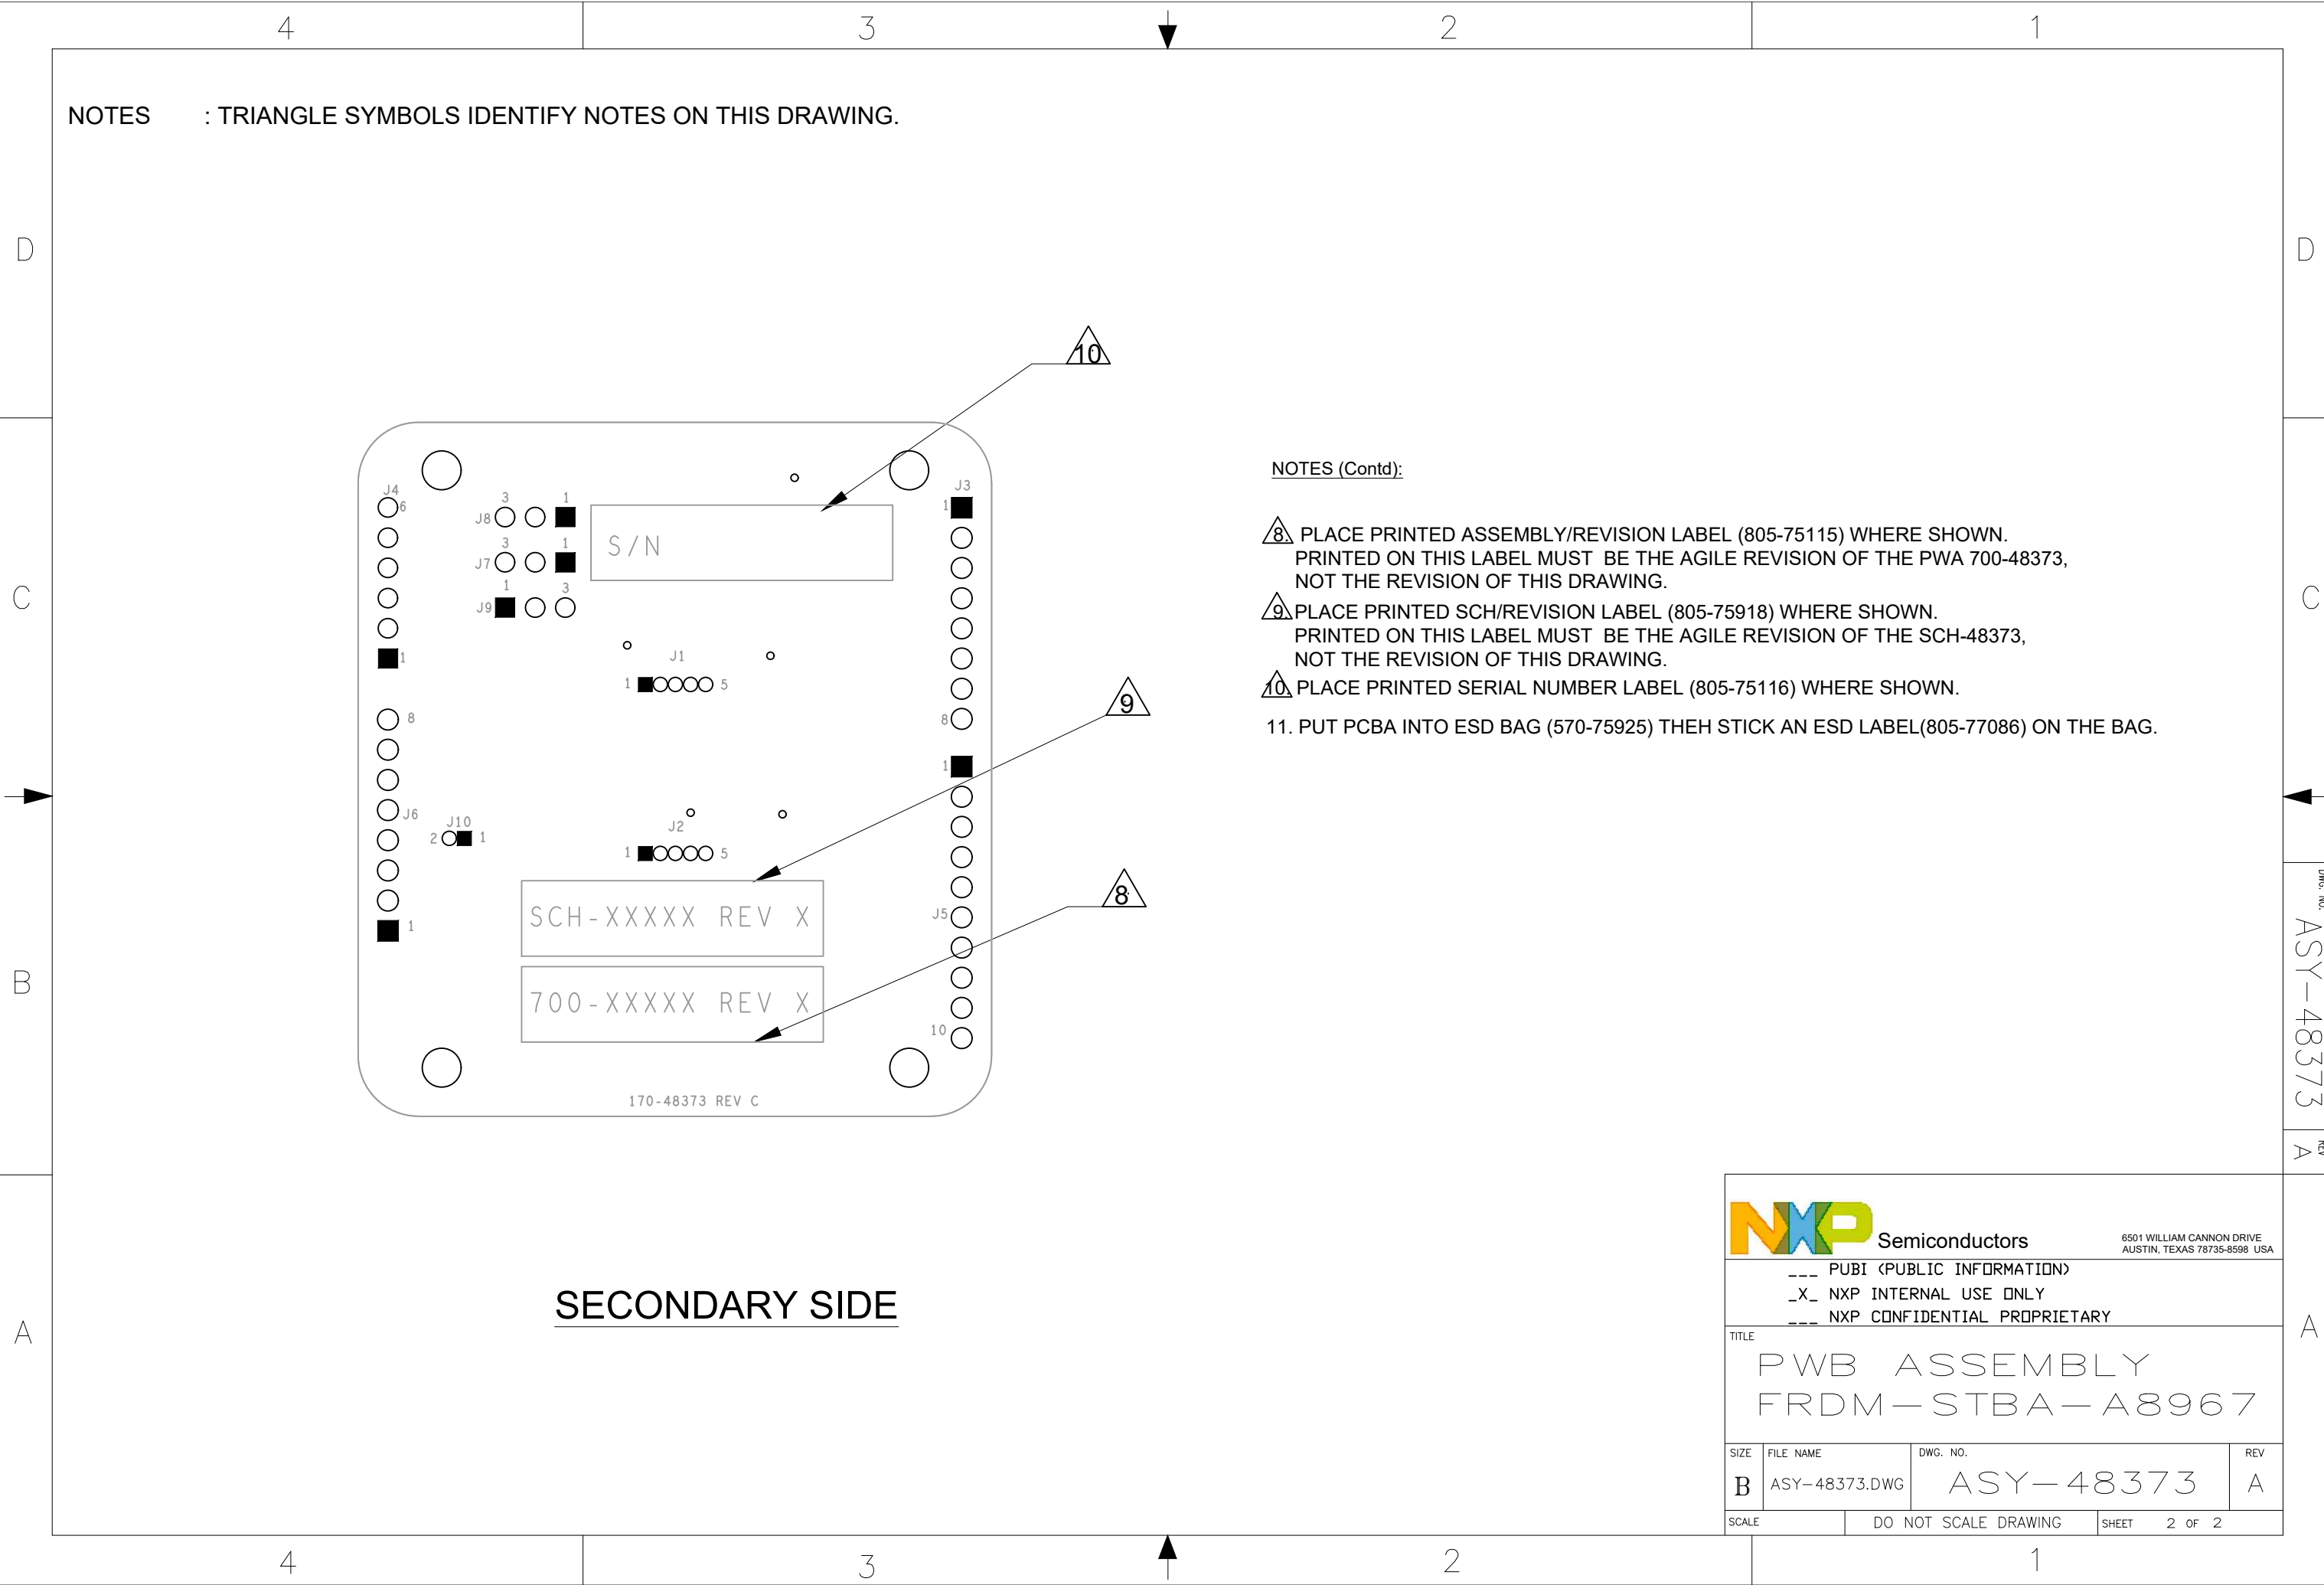 4 3 2 1
NOTES : TRIANGLE SYMBOLS IDENTIFY NOTES ON THIS DRAWING.
D D
10
J4
6
3 1
J8
3 1
J7
1 3
J9
S/N
J3
1
C C
NOTES (Contd):
8. PLACE PRINTED ASSEMBLY/REVISION LABEL (805-75115) WHERE SHOWN.
PRINTED ON THIS LABEL MUST BE THE AGILE REVISION OF THE PWA 700-48373,
NOT THE REVISION OF THIS DRAWING.
9. PLACE PRINTED SCH/REVISION LABEL (805-75918) WHERE SHOWN.
PRINTED ON THIS LABEL MUST BE THE AGILE REVISION OF THE SCH-48373,
NOT THE REVISION OF THIS DRAWING.
10. PLACE PRINTED SERIAL NUMBER LABEL (805-75116) WHERE SHOWN.
11. PUT PCBA INTO ESD BAG (570-75925) THEH STICK AN ESD LABEL(805-77086) ON THE BAG.
1
J1
1 5
9
8
8
1
J6
J10
2 1
J2
1 5
8
SCH-XXXXX REV X
J5
1
700-XXXXX REV X
10
170-48373 REV C
B B
DWG. NO. ASY-48373
REV A
SECONDARY SIDE
A A
NXP Semiconductors
6501 WILLIAM CANNON DRIVE
AUSTIN, TEXAS 78735-8598 USA
___ PUBI (PUBLIC INFORMATION)
_X_ NXP INTERNAL USE ONLY
___ NXP CONFIDENTIAL PROPRIETARY
TITLE
PWB ASSEMBLY
FRDM-STBA-A8967
SIZE FILE NAME DWG. NO. REV
B ASY-48373.DWG ASY-48373 A
SCALE DO NOT SCALE DRAWING SHEET 2 OF 2
4 3 2 1